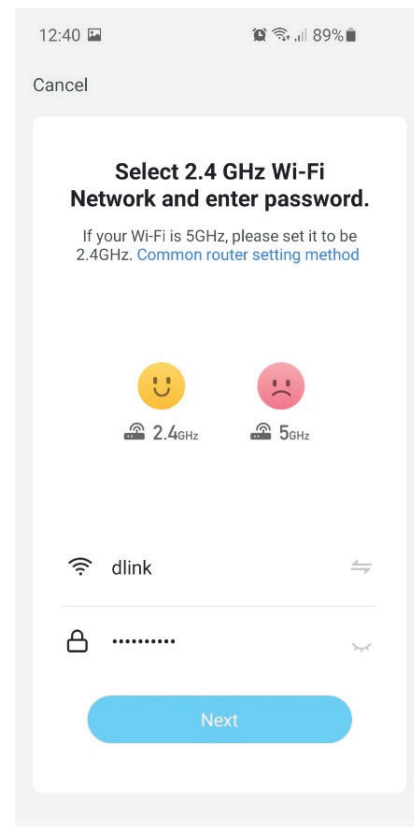 12:40 89%
Cancel
Select 2.4 GHz Wi-Fi
Network and enter password.
If your Wi-Fi is 5GHz, please set it to be
2.4GHz. Common router setting method
2.4GHz 5GHz
dlink
••••••••••
Next